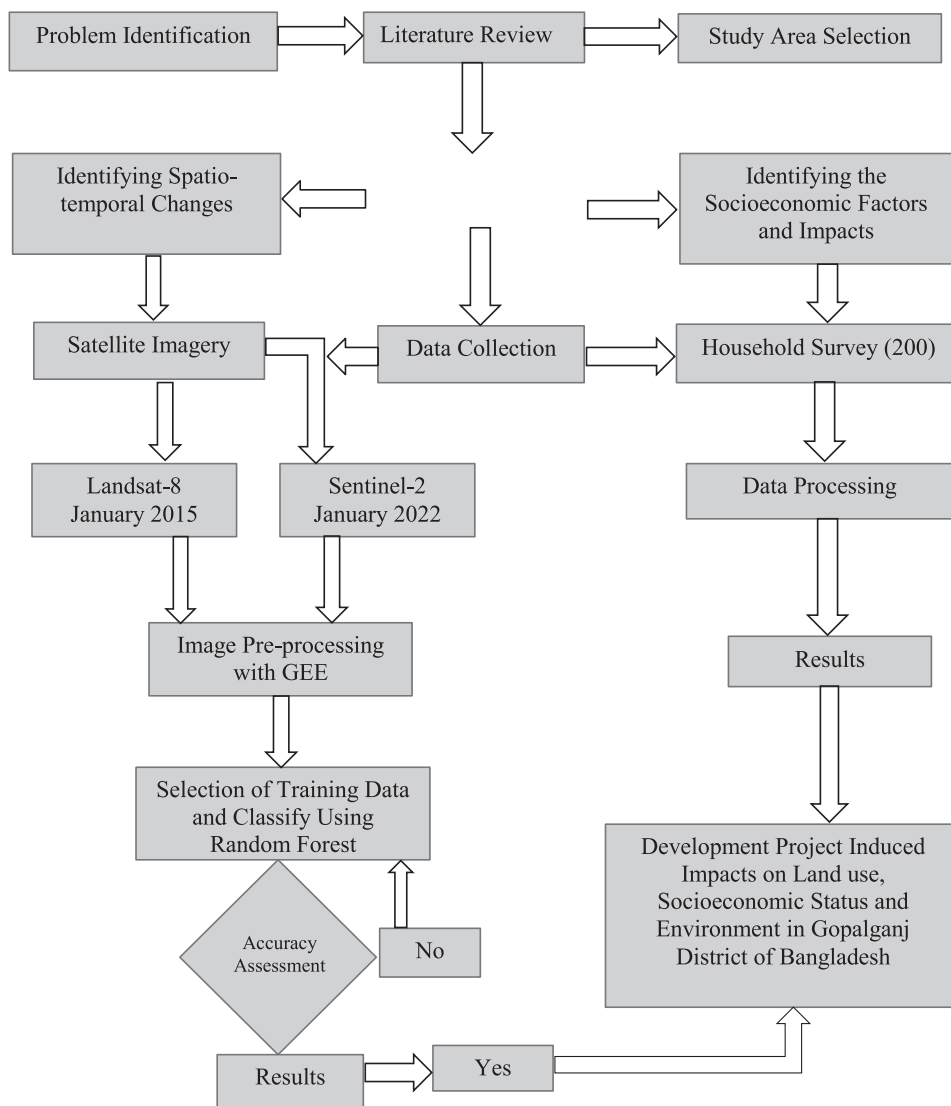 Problem Identification
Literature Review
Study Area Selection
Identifying Spatio-
temporal Changes
Identifying the
Socioeconomic Factors
and Impacts
Satellite Imagery
Data Collection
Household Survey (200)
Landsat-8
January 2015
Sentinel-2
January 2022
Data Processing
Image Pre-processing
with GEE
Results
Selection of Training Data
and Classify Using
Random Forest
Development Project Induced
Impacts on Land use,
Socioeconomic Status and
Environment in Gopalganj
District of Bangladesh
Accuracy
Assessment
No
Results
Yes